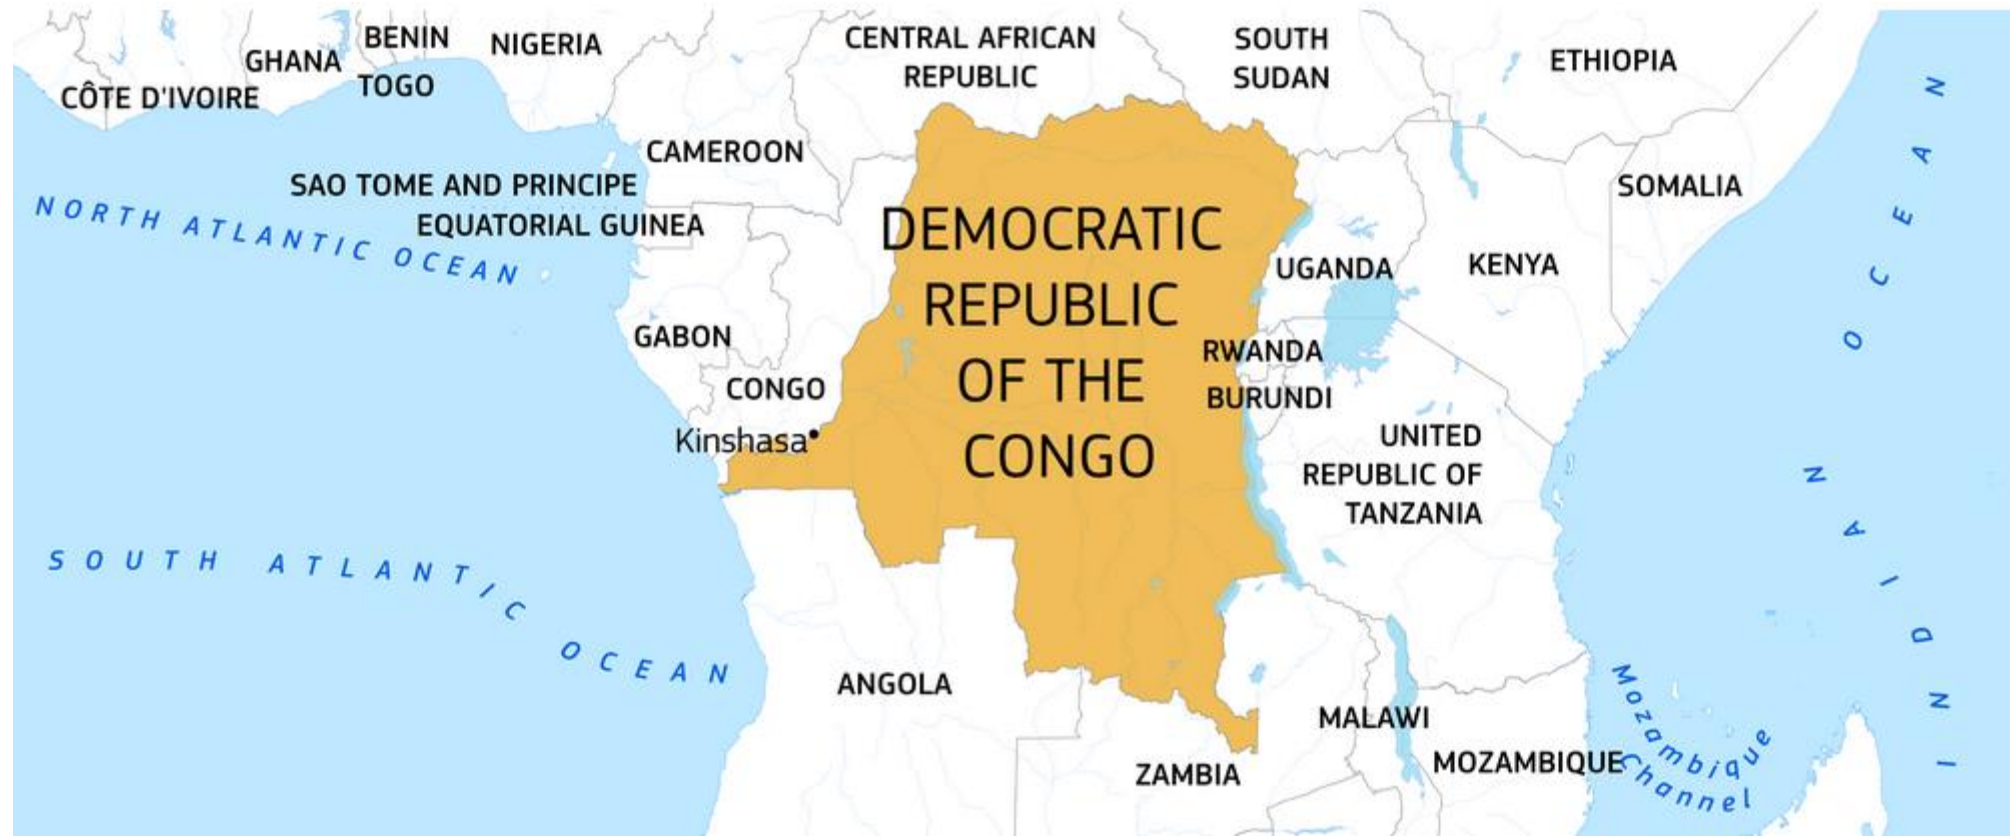 BENIN
NIGERIA
CENTRAL AFRICAN
REPUBLIC
SOUTH
SUDAN
ETHIOPIA
GHANA
TOGO
CÔTE D'IVOIRE
CAMEROON
SAO TOME AND PRINCIPE
EQUATORIAL GUINEA
SOMALIA
NORTH ATLANTIC OCEAN
DEMOCRATIC
REPUBLIC
OF THE
CONGO
UGANDA
KENYA
GABON
RWANDA
CONGO
BURUNDI
Kinshasa
UNITED
REPUBLIC OF
TANZANIA
SOUTH ATLANTIC OCEAN
INDIAN OCEAN
ANGOLA
MALAWI
ZAMBIA
MOZAMBIQUE
Mozambique
Channel